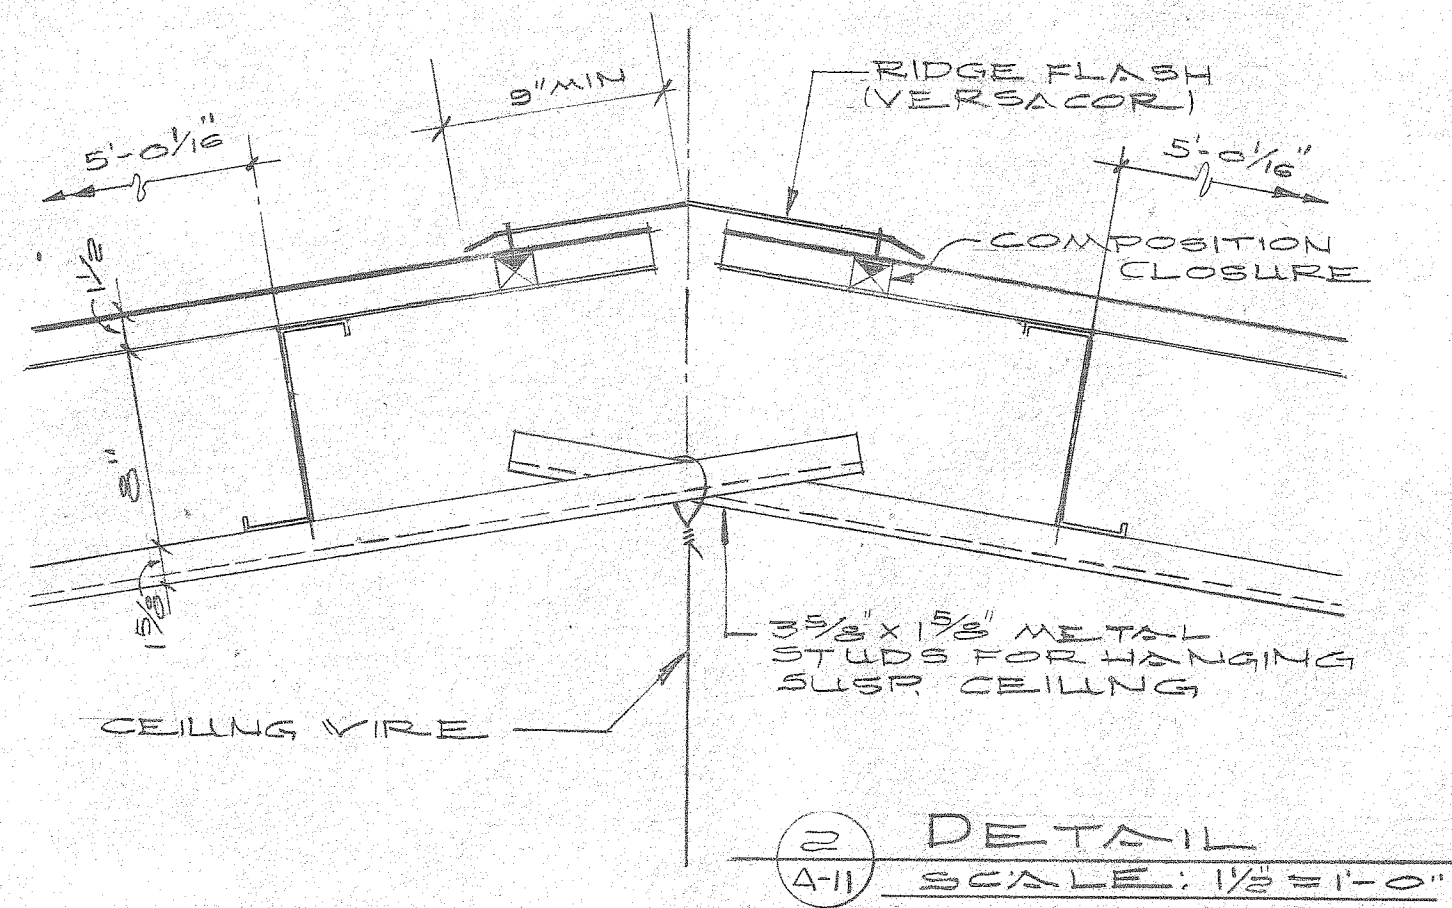 RIDGE FLASH
(VERSACOR)
9" MIN
5'-0 1/16"
5'-0 1/16"
COMPOSITION
CLOSURE
1 1/2
8"
1 5/8
3 5/8" X 1 5/8" METAL
STUDS FOR HANGING
SUSP. CEILING
CEILING WIRE
2
A-11
DETAIL
SCALE: 1 1/2" = 1'-0"